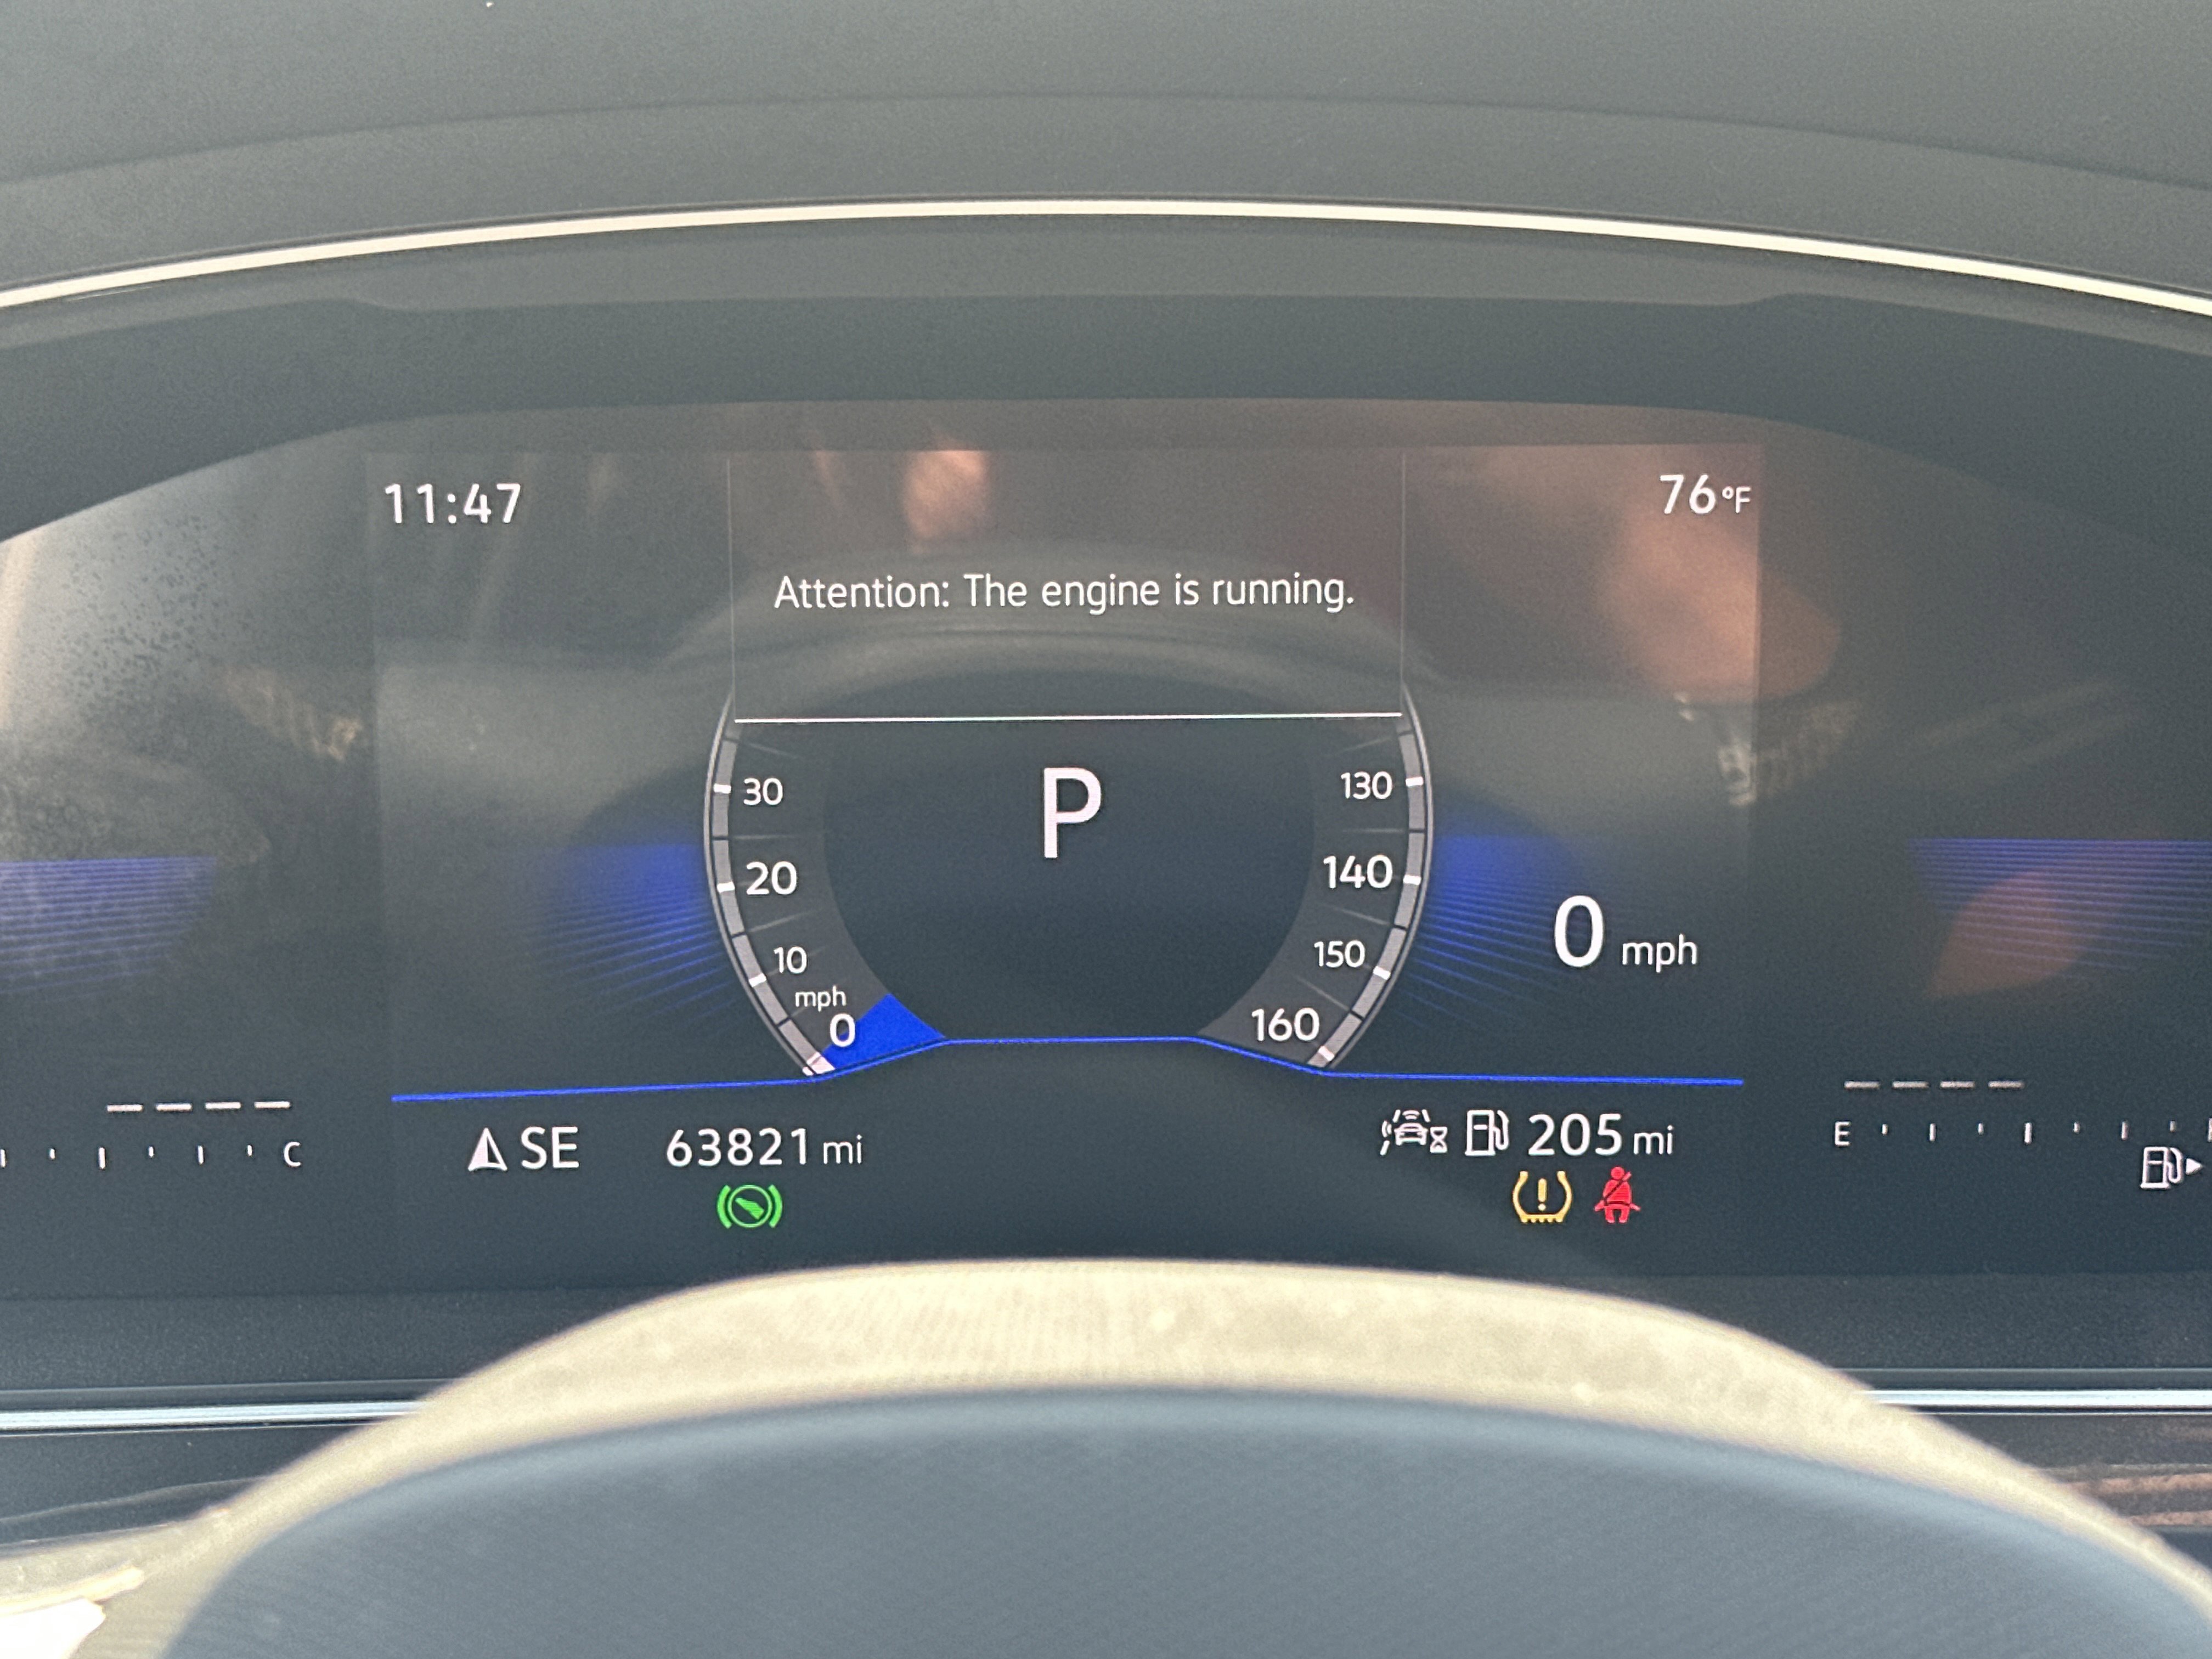 11:47
76°F
Attention: The engine is running.
P
30
20
10
mph
0
130
140
150
160
0 mph
C
SE
63821 mi
205 mi
E